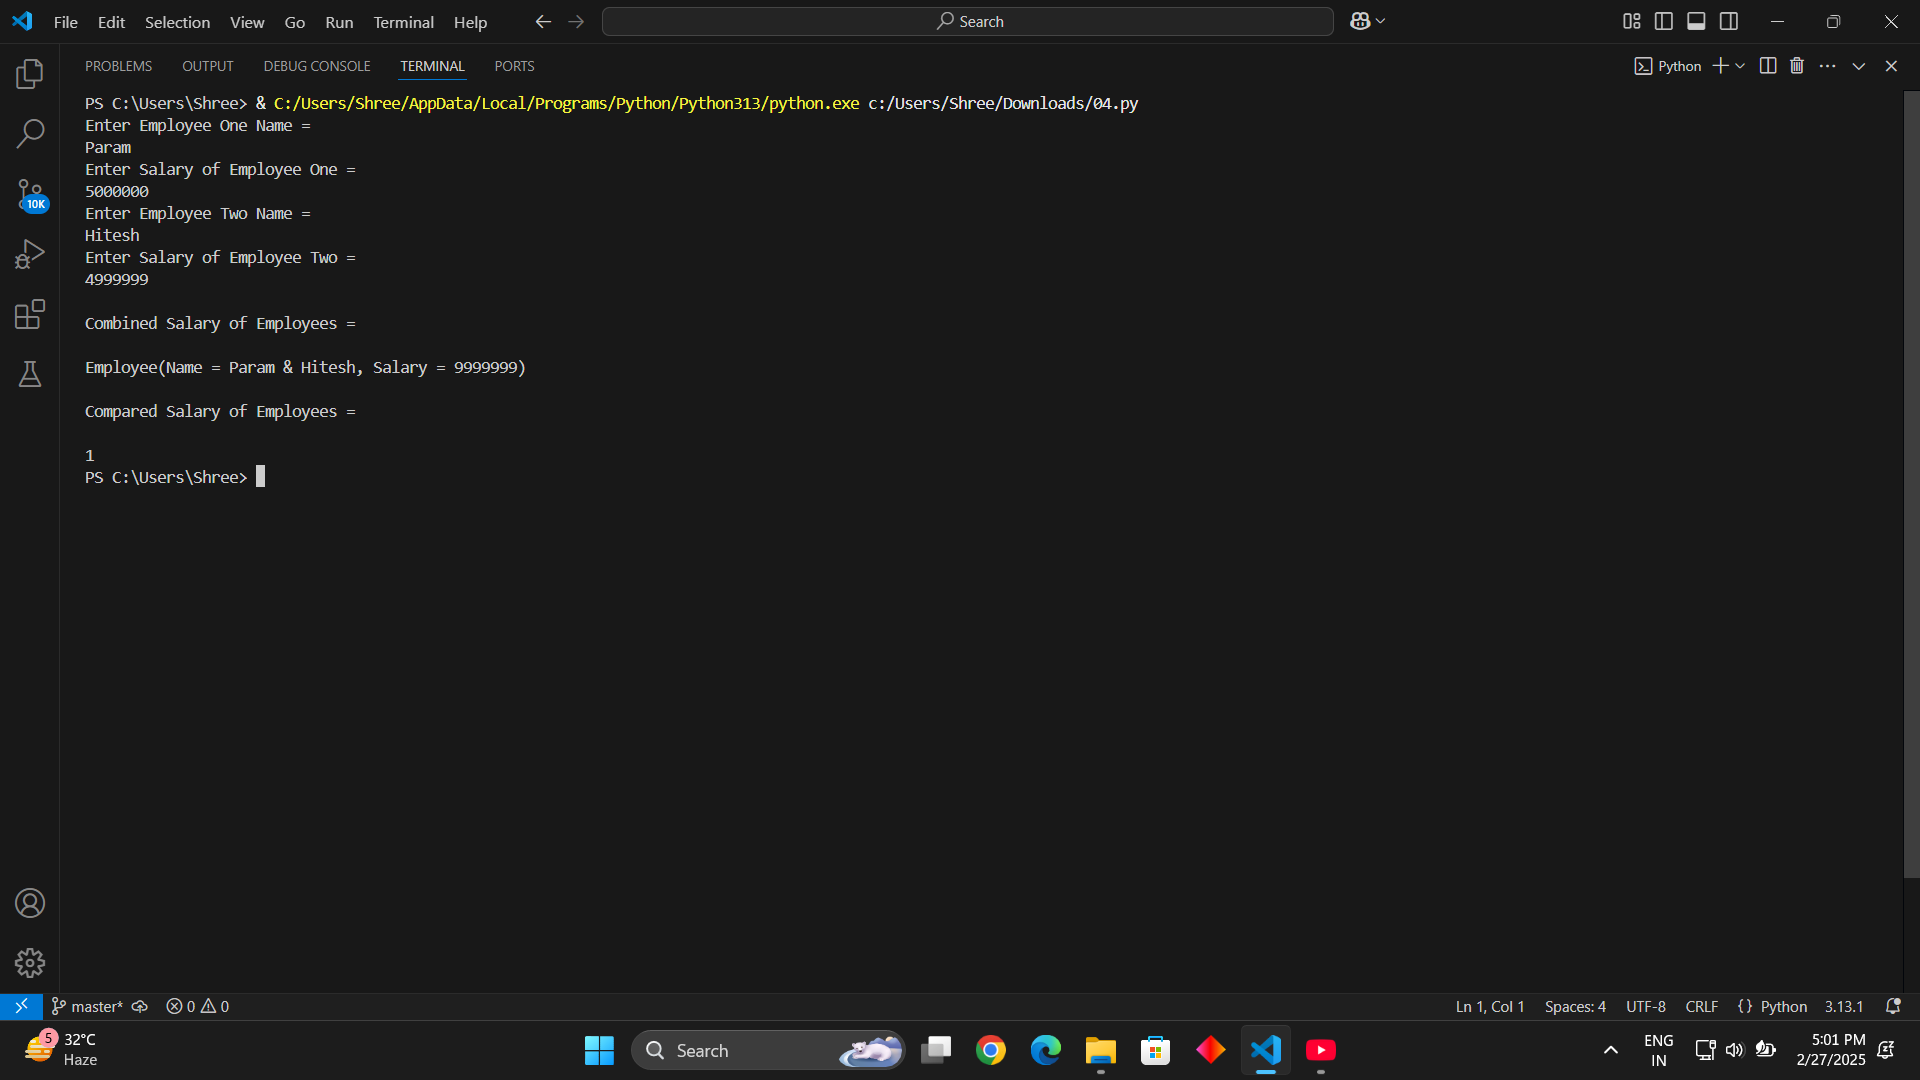 File Edit Selection View Go Run Terminal Help Search
PROBLEMS OUTPUT DEBUG CONSOLE TERMINAL PORTS Python
PS C:\Users\Shree> & C:/Users/Shree/AppData/Local/Programs/Python/Python313/python.exe c:/Users/Shree/Downloads/04.py
Enter Employee One Name =
Param
Enter Salary of Employee One =
5000000
Enter Employee Two Name =
Hitesh
Enter Salary of Employee Two =
4999999
Combined Salary of Employees =
Employee(Name = Param & Hitesh, Salary = 9999999)
Compared Salary of Employees =
1
PS C:\Users\Shree>
10K
master* 0 0 Ln 1, Col 1 Spaces: 4 UTF-8 CRLF {} Python 3.13.1
5 32°C Search ENG 5:01 PM
Haze IN 2/27/2025